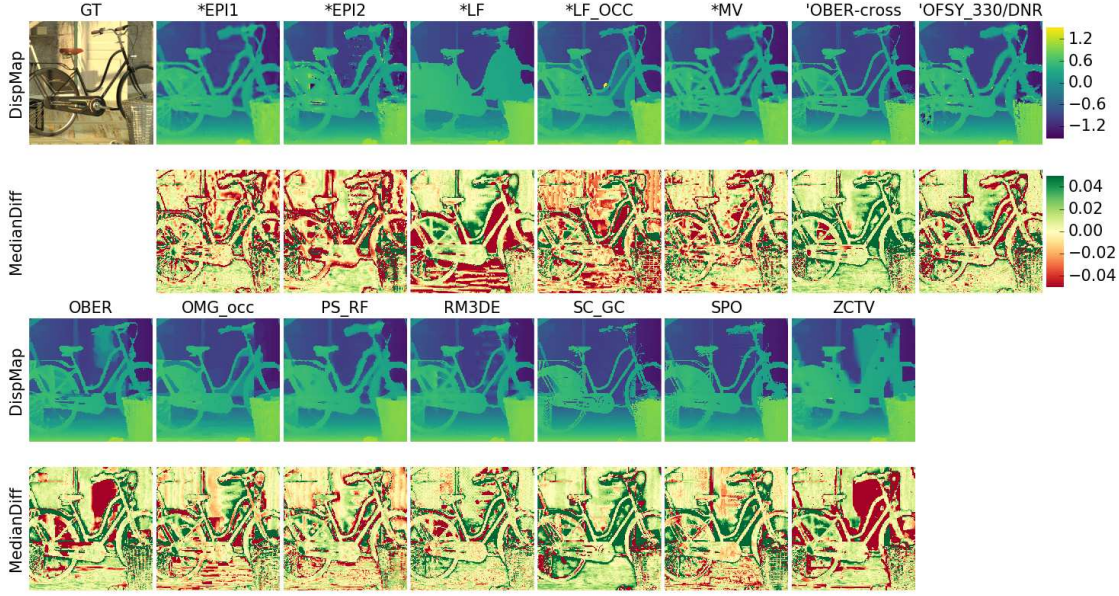 GT *EPI1 *EPI2 *LF *LF_OCC *MV 'OBER-cross 'OFSY_330/DNR
DispMap
1.2
0.6
0.0
−0.6
−1.2
MedianDiff
0.04
0.02
0.00
−0.02
−0.04
OBER OMG_occ PS_RF RM3DE SC_GC SPO ZCTV
DispMap
MedianDiff